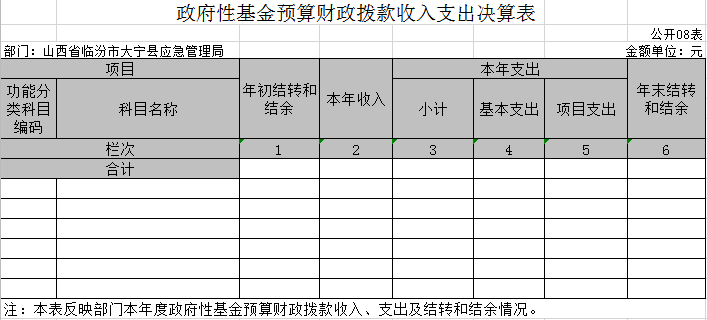 政府性基金预算财政拨款收入支出决算表
公开08表
部门：山西省临汾市大宁县应急管理局 金额单位：元
项目 年初结转和结余 本年收入 本年支出 年末结转和结余
功能分类科目编码 科目名称 小计 基本支出 项目支出
栏次 1 2 3 4 5 6
合计
注：本表反映部门本年度政府性基金预算财政拨款收入、支出及结转和结余情况。